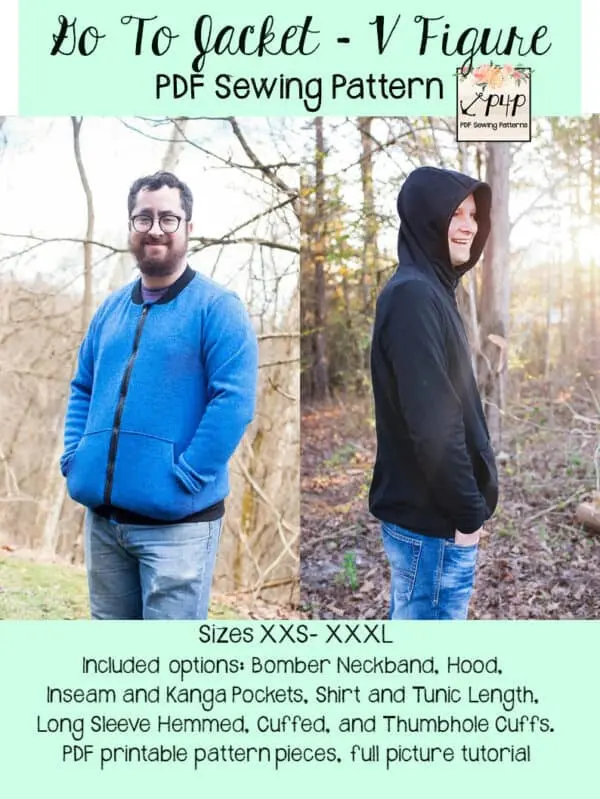 Go To Jacket - V Figure
PDF Sewing Pattern
P4P
PDF Sewing Patterns
Sizes XXS- XXXL
Included options: Bomber Neckband, Hood,
Inseam and Kanga Pockets, Shirt and Tunic Length,
Long Sleeve Hemmed, Cuffed, and Thumbhole Cuffs.
PDF printable pattern pieces, full picture tutorial